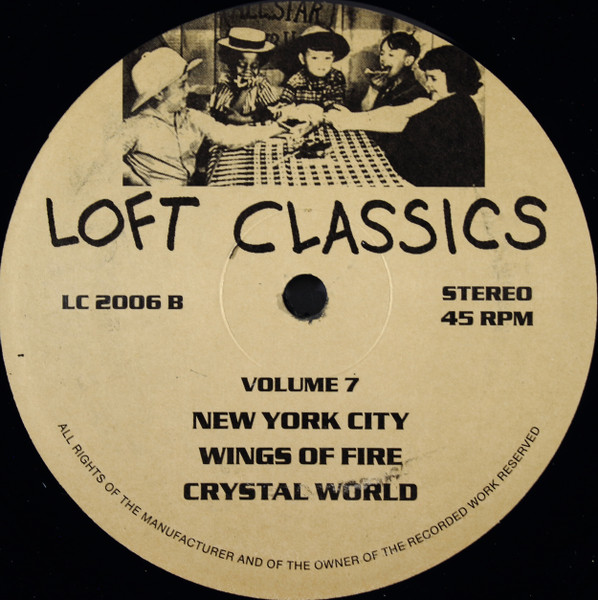 LOFT CLASSICS
LC 2006 B
STEREO
45 RPM
VOLUME 7
NEW YORK CITY
WINGS OF FIRE
CRYSTAL WORLD
ALL RIGHTS OF THE MANUFACTURER AND OF THE OWNER OF THE RECORDED WORK RESERVED